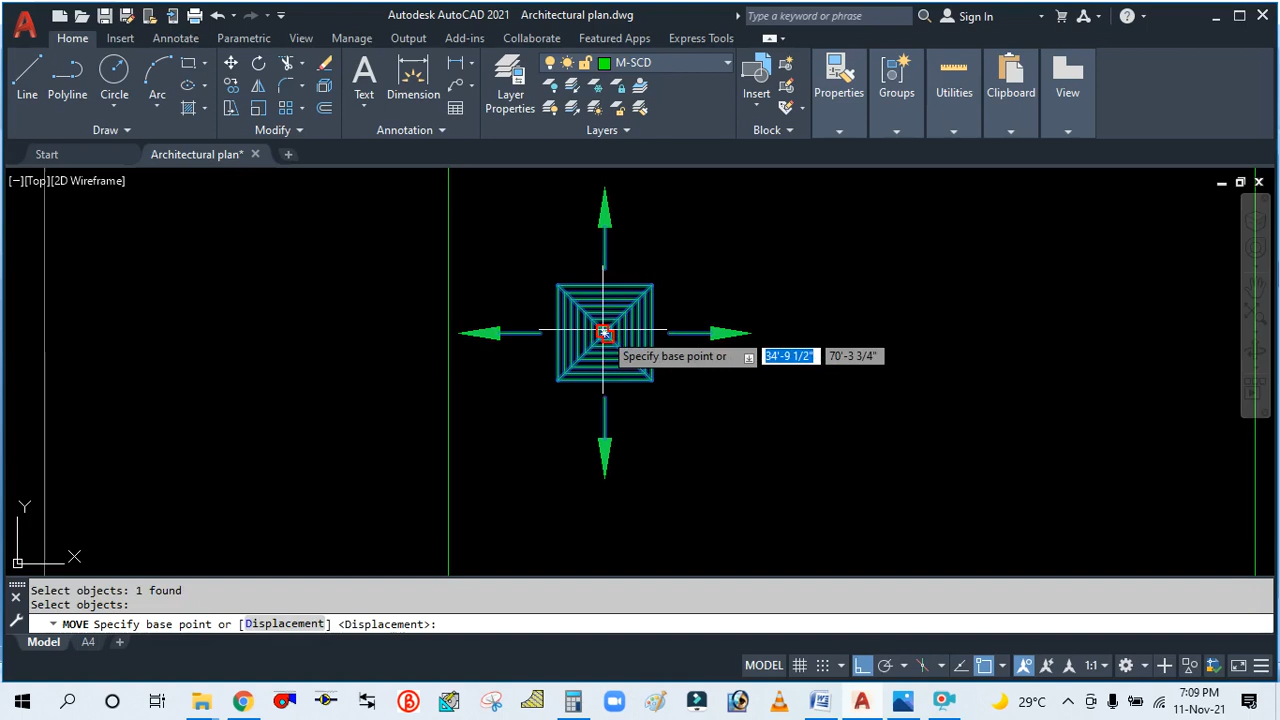 Autodesk AutoCAD 2021 Architectural plan.dwg
Type a keyword or phrase
Sign In
Home Insert Annotate Parametric View Manage Output Add-ins Collaborate Featured Apps Express Tools
M-SCD
Line Polyline Circle Arc Text Dimension Layer Properties Insert Properties Groups Utilities Clipboard View
Draw Modify Annotation Layers Block
Start Architectural plan*
[−][Top][2D Wireframe]
Specify base point or 34'-9 1/2" 70'-3 3/4"
Y
X
Select objects: 1 found
Select objects:
MOVE Specify base point or [Displacement] <Displacement>:
Model A4
MODEL 1:1
29°C
7:09 PM
11-Nov-21